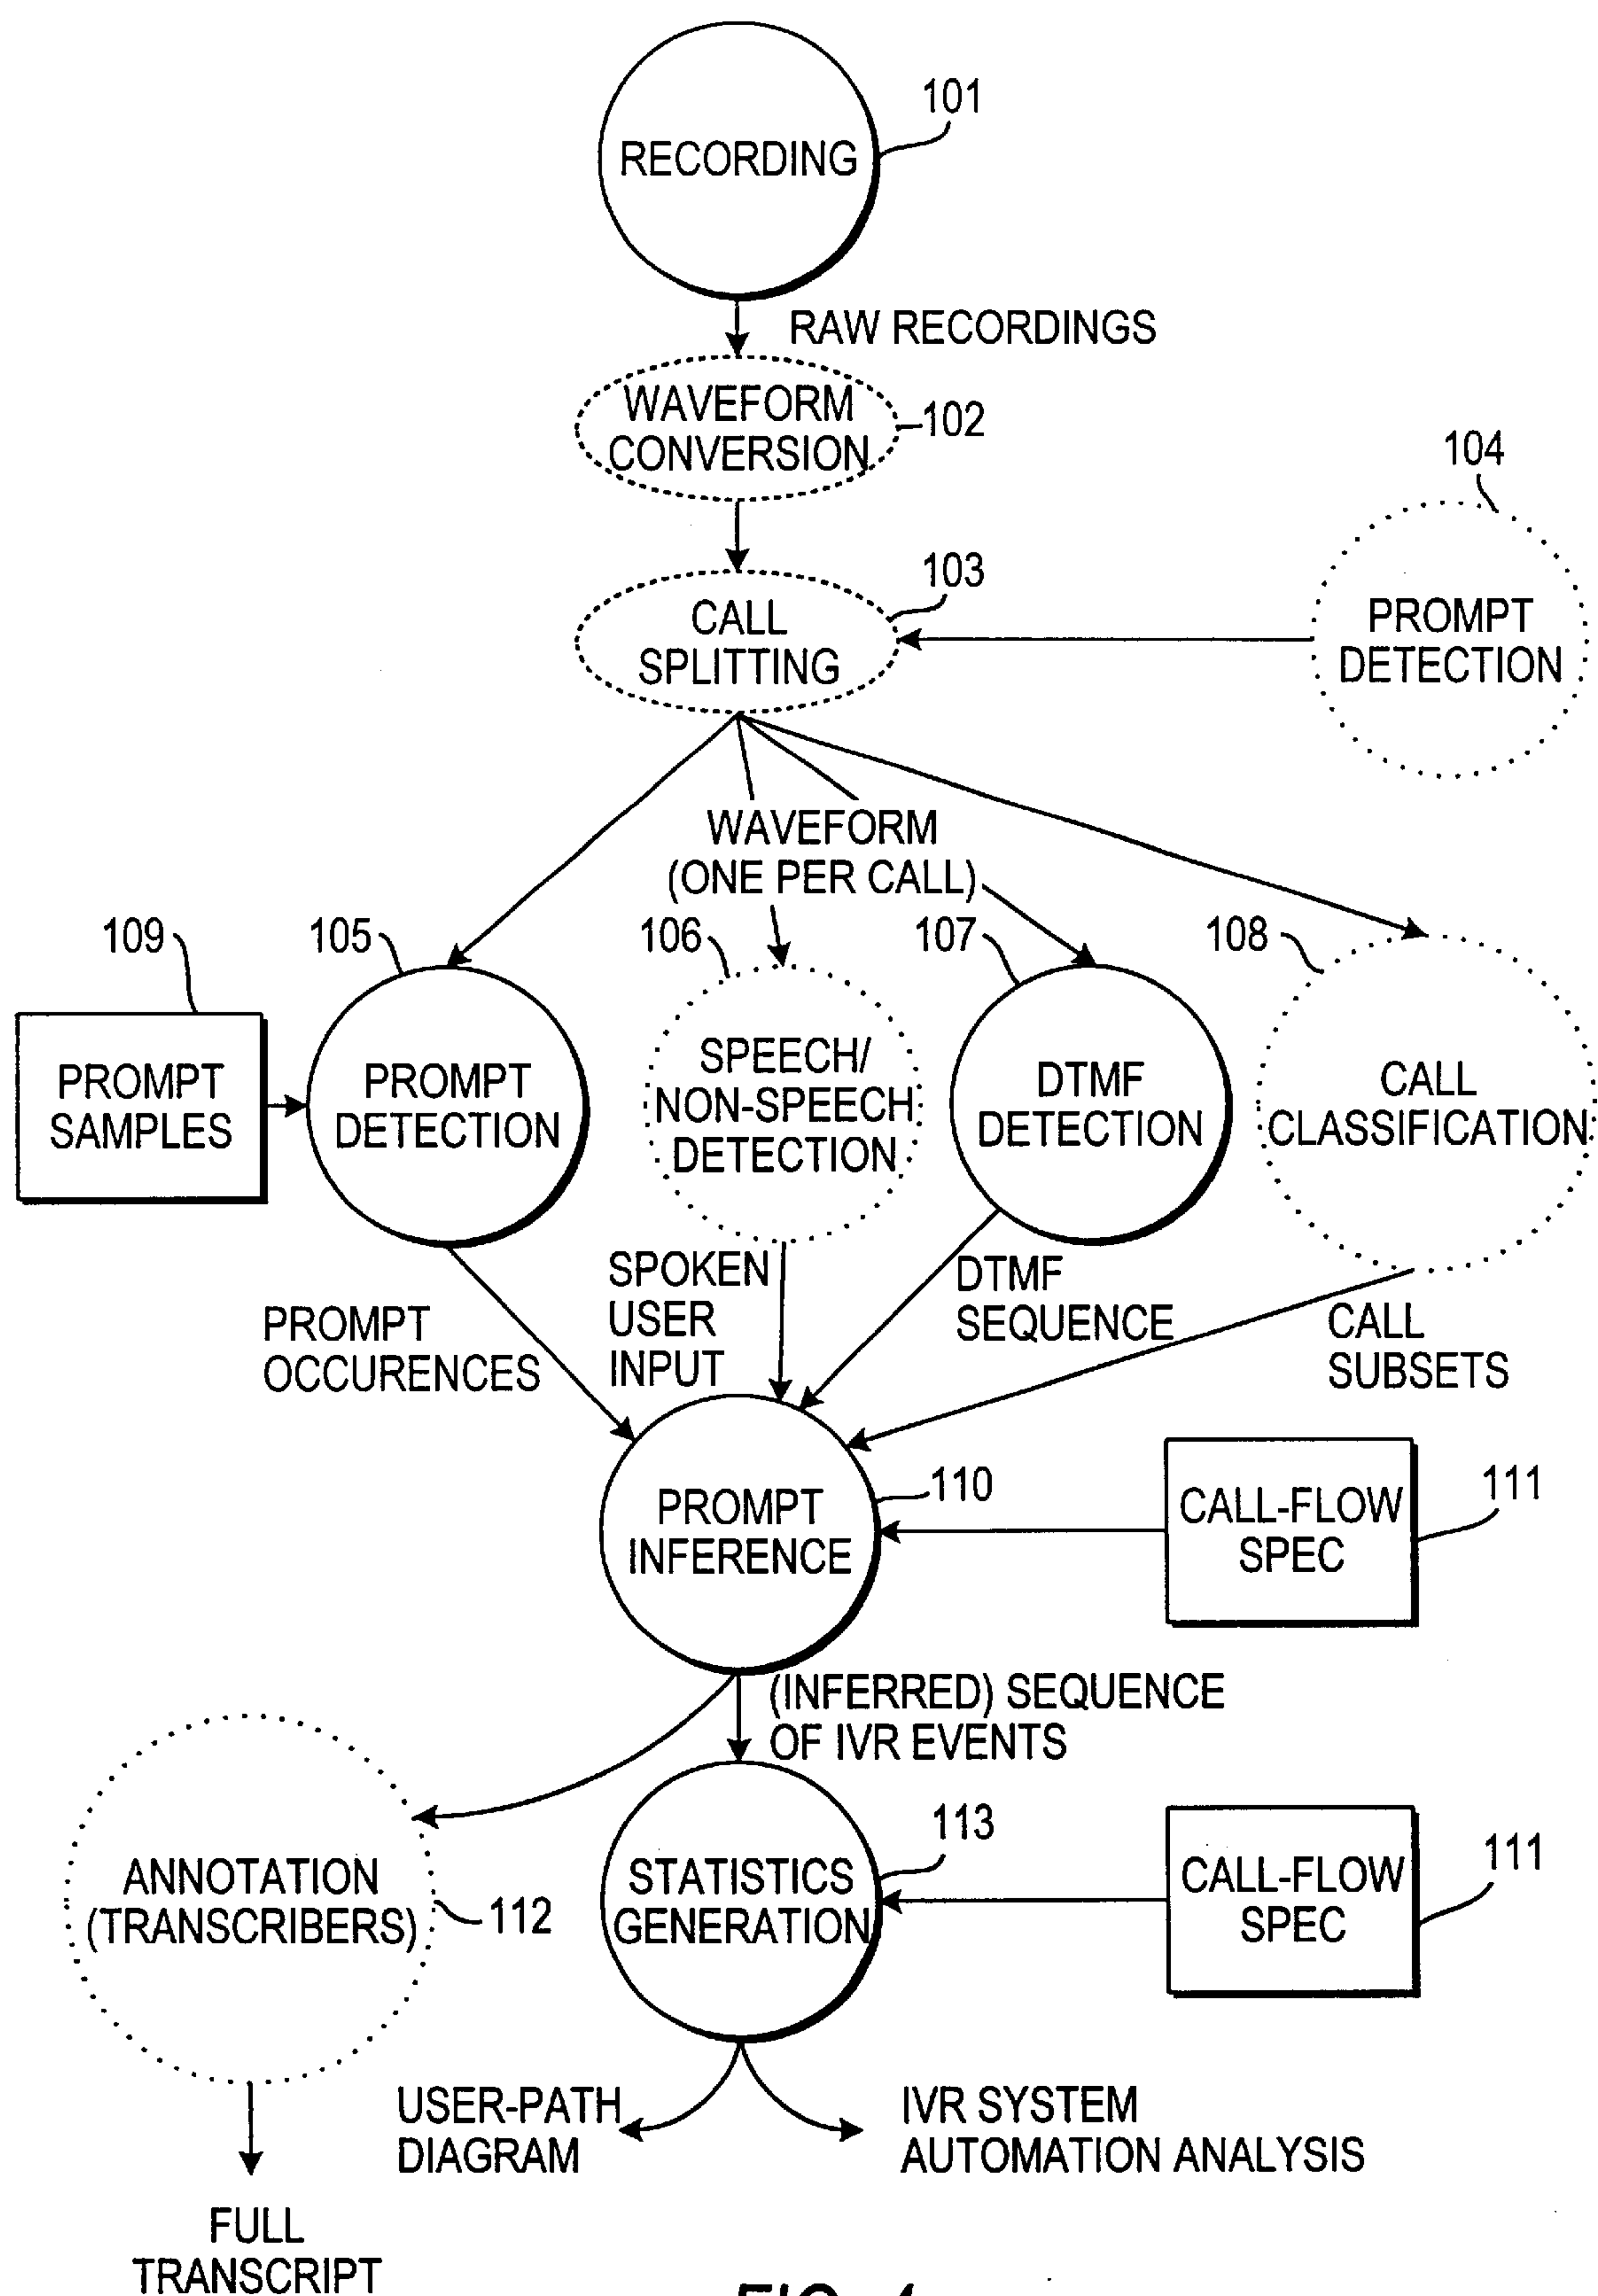 101
RECORDING
RAW RECORDINGS
WAVEFORM
CONVERSION
102
104
103
CALL
SPLITTING
PROMPT
DETECTION
WAVEFORM
(ONE PER CALL)
109
105
106
107
108
PROMPT
SAMPLES
PROMPT
DETECTION
SPEECH/
NON-SPEECH
DETECTION
DTMF
DETECTION
CALL
CLASSIFICATION
PROMPT
OCCURENCES
SPOKEN
USER
INPUT
DTMF
SEQUENCE
CALL
SUBSETS
PROMPT
INFERENCE
110
CALL-FLOW
SPEC
111
(INFERRED) SEQUENCE
OF IVR EVENTS
ANNOTATION
(TRANSCRIBERS)
112
STATISTICS
GENERATION
113
CALL-FLOW
SPEC
111
USER-PATH
DIAGRAM
IVR SYSTEM
AUTOMATION ANALYSIS
FULL
TRANSCRIPT